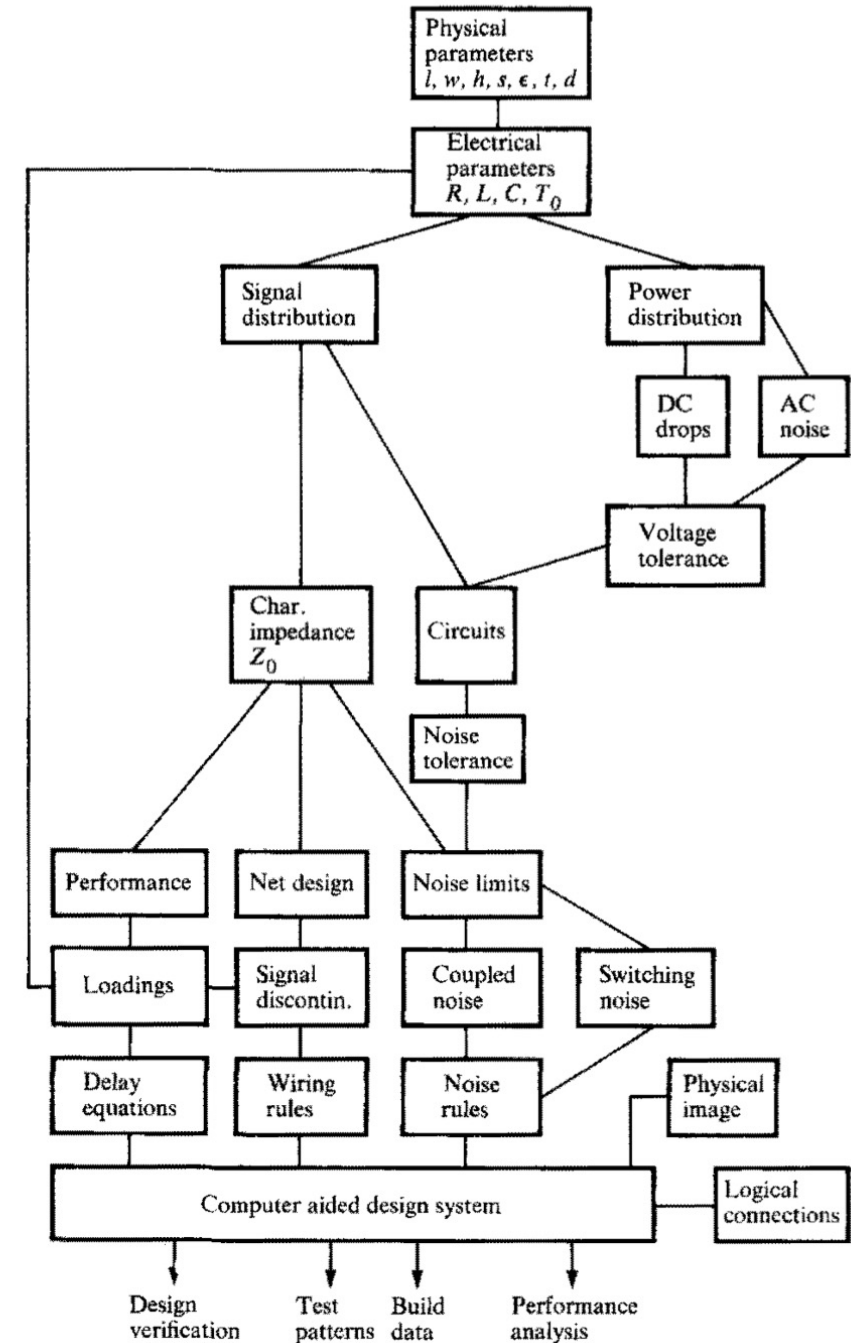 Physical
parameters
l, w, h, s, ϵ, t, d
Electrical
parameters
R, L, C, T₀
Signal
distribution
Power
distribution
DC
drops
AC
noise
Voltage
tolerance
Char.
impedance
Z₀
Circuits
Noise
tolerance
Performance
Net design
Noise limits
Loadings
Signal
discontin.
Coupled
noise
Switching
noise
Delay
equations
Wiring
rules
Noise
rules
Physical
image
Computer aided design system
Logical
connections
Design
verification
Test
patterns
Build
data
Performance
analysis